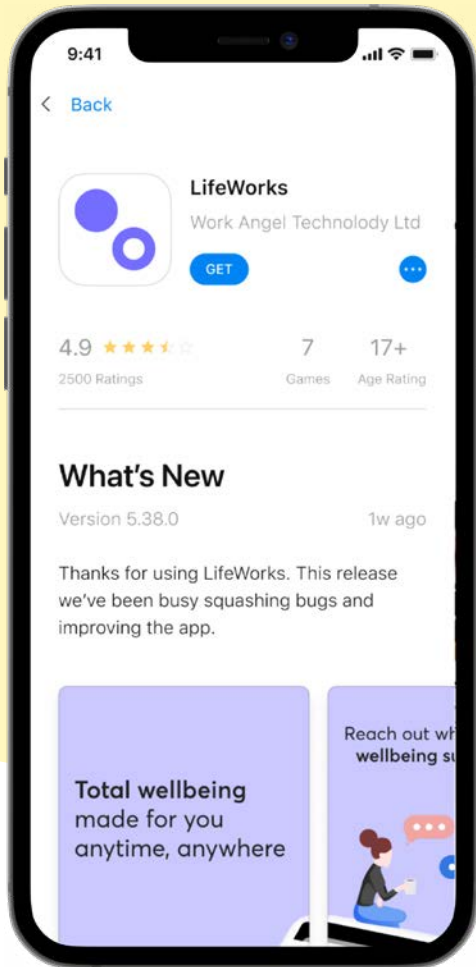 9:41
Back
LifeWorks
Work Angel Technolody Ltd
GET
4.9
7
17+
2500 Ratings
Games
Age Rating
What's New
Version 5.38.0
1w ago
Thanks for using LifeWorks. This release
we've been busy squashing bugs and
improving the app.
Total wellbeing
made for you
anytime, anywhere
Reach out wh
wellbeing su